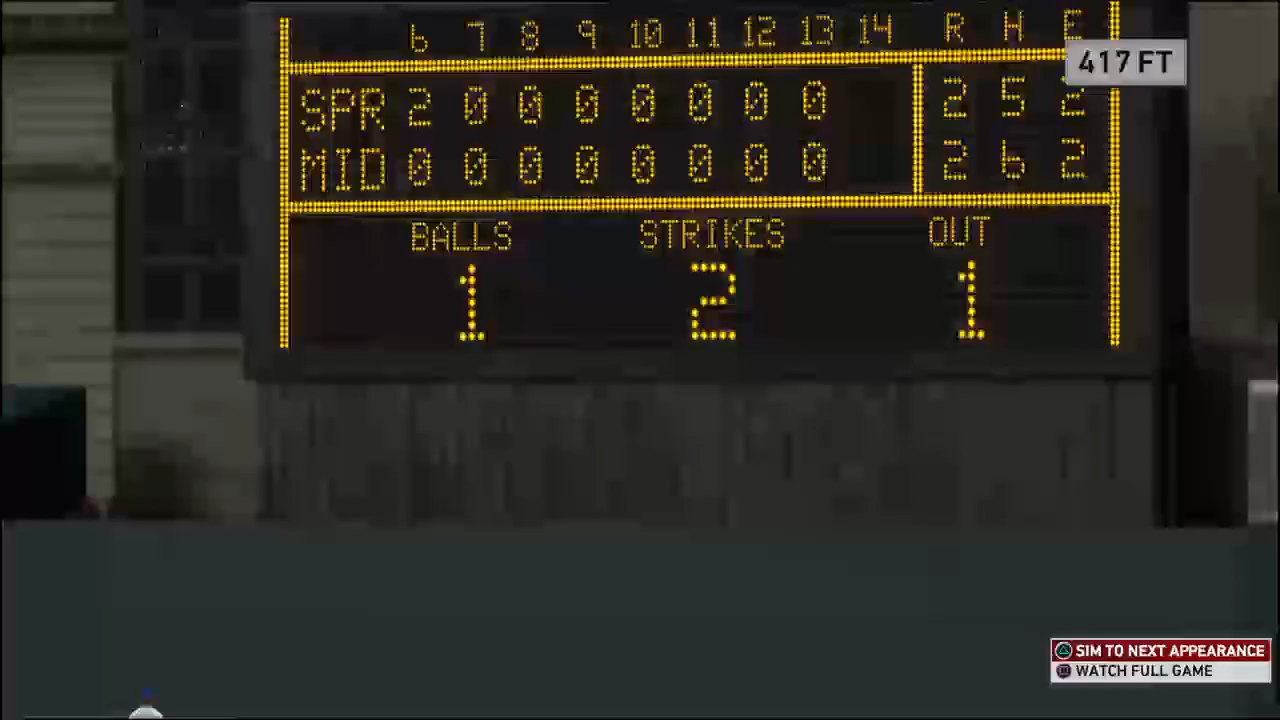 6 7 8 9 10 11 12 13 14 R H E
417 FT
SPR 2 0 0 0 0 0 0 0 2 5 2
MID 0 0 0 0 0 0 0 0 2 6 2
BALLS STRIKES OUT
1 2 1
SIM TO NEXT APPEARANCE
WATCH FULL GAME